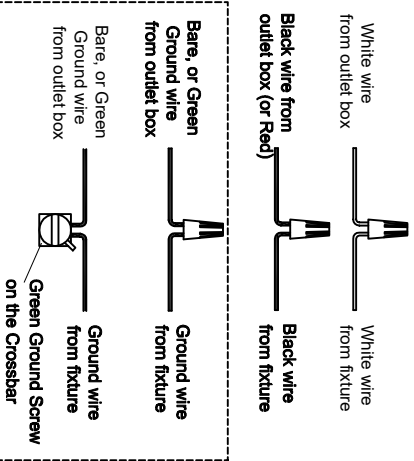 White wire
from outlet box
White wire
from fixture
Black wire from
outlet box (or Red)
Black wire
from fixture
Bare, or Green
Ground wire
from outlet box
Ground wire
from fixture
Bare, or Green
Ground wire
from outlet box
Ground wire
from fixture
Green Ground Screw
on the Crossbar